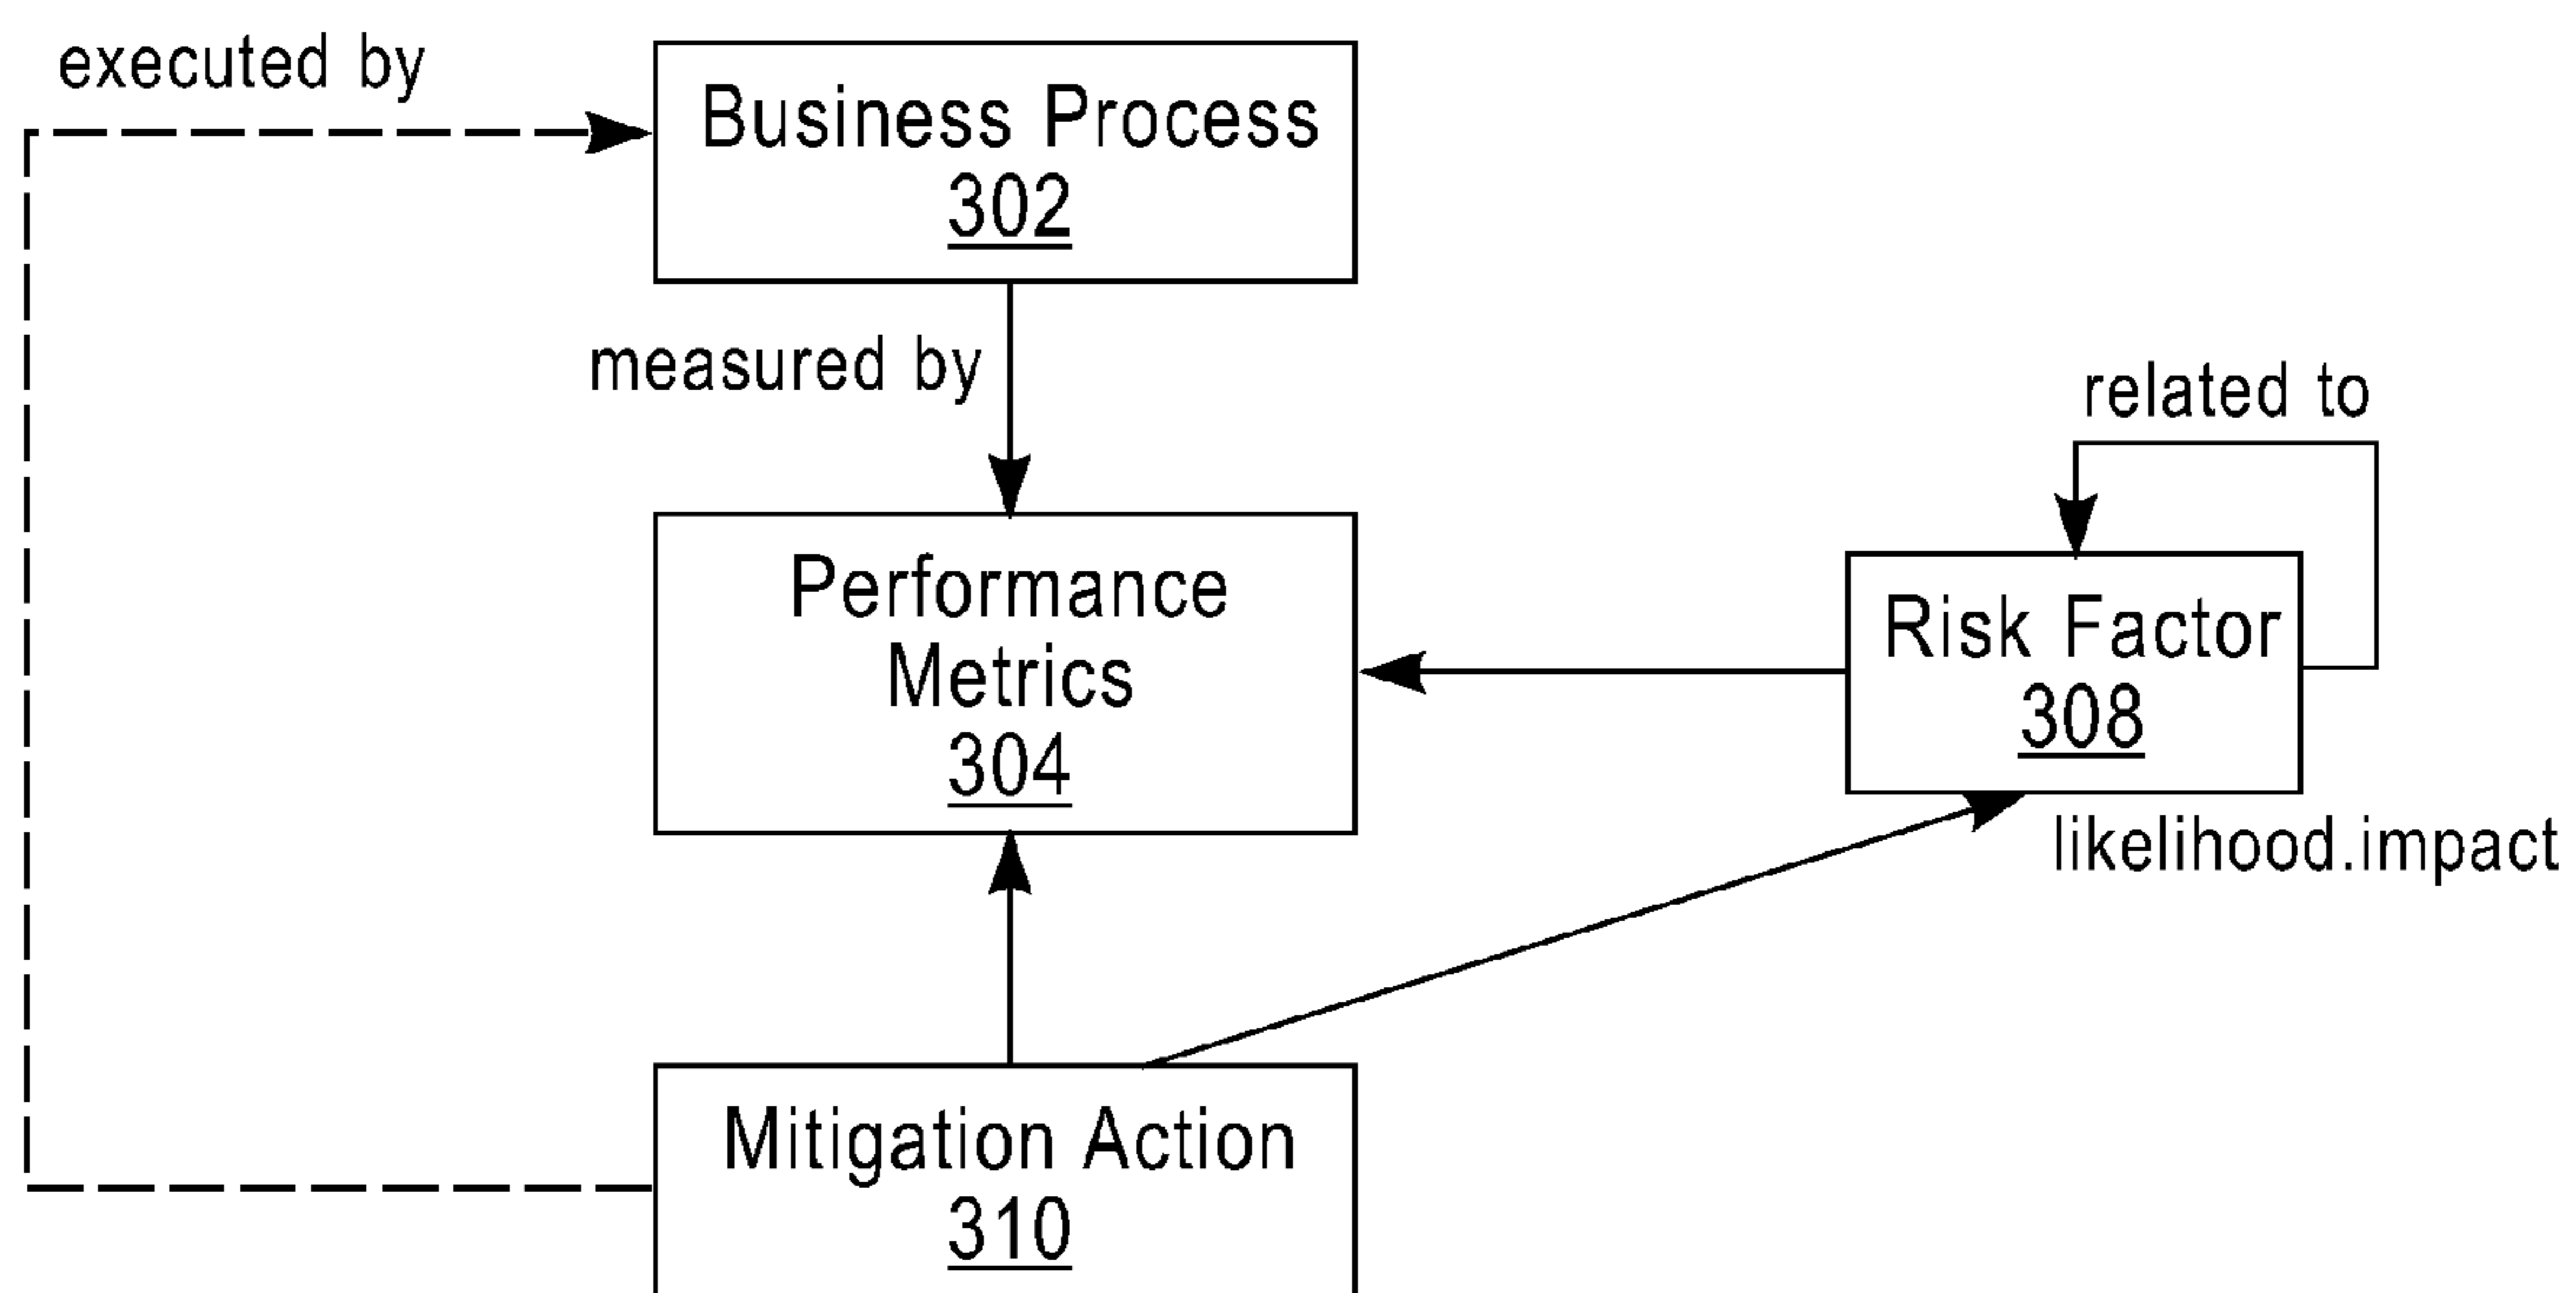 executed by
Business Process
302
measured by
related to
Performance
Metrics
304
Risk Factor
308
likelihood.impact
Mitigation Action
310